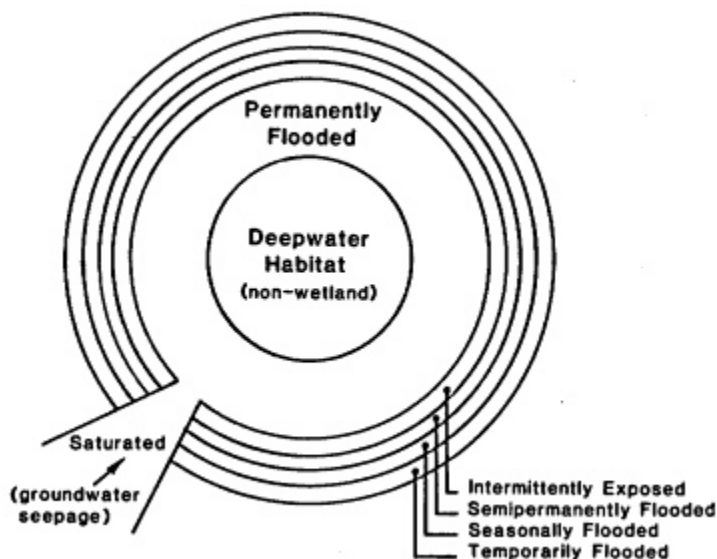 Permanently
Flooded
Deepwater
Habitat
(non-wetland)
Saturated
(groundwater
seepage)
Intermittently Exposed
Semipermanently Flooded
Seasonally Flooded
Temporarily Flooded